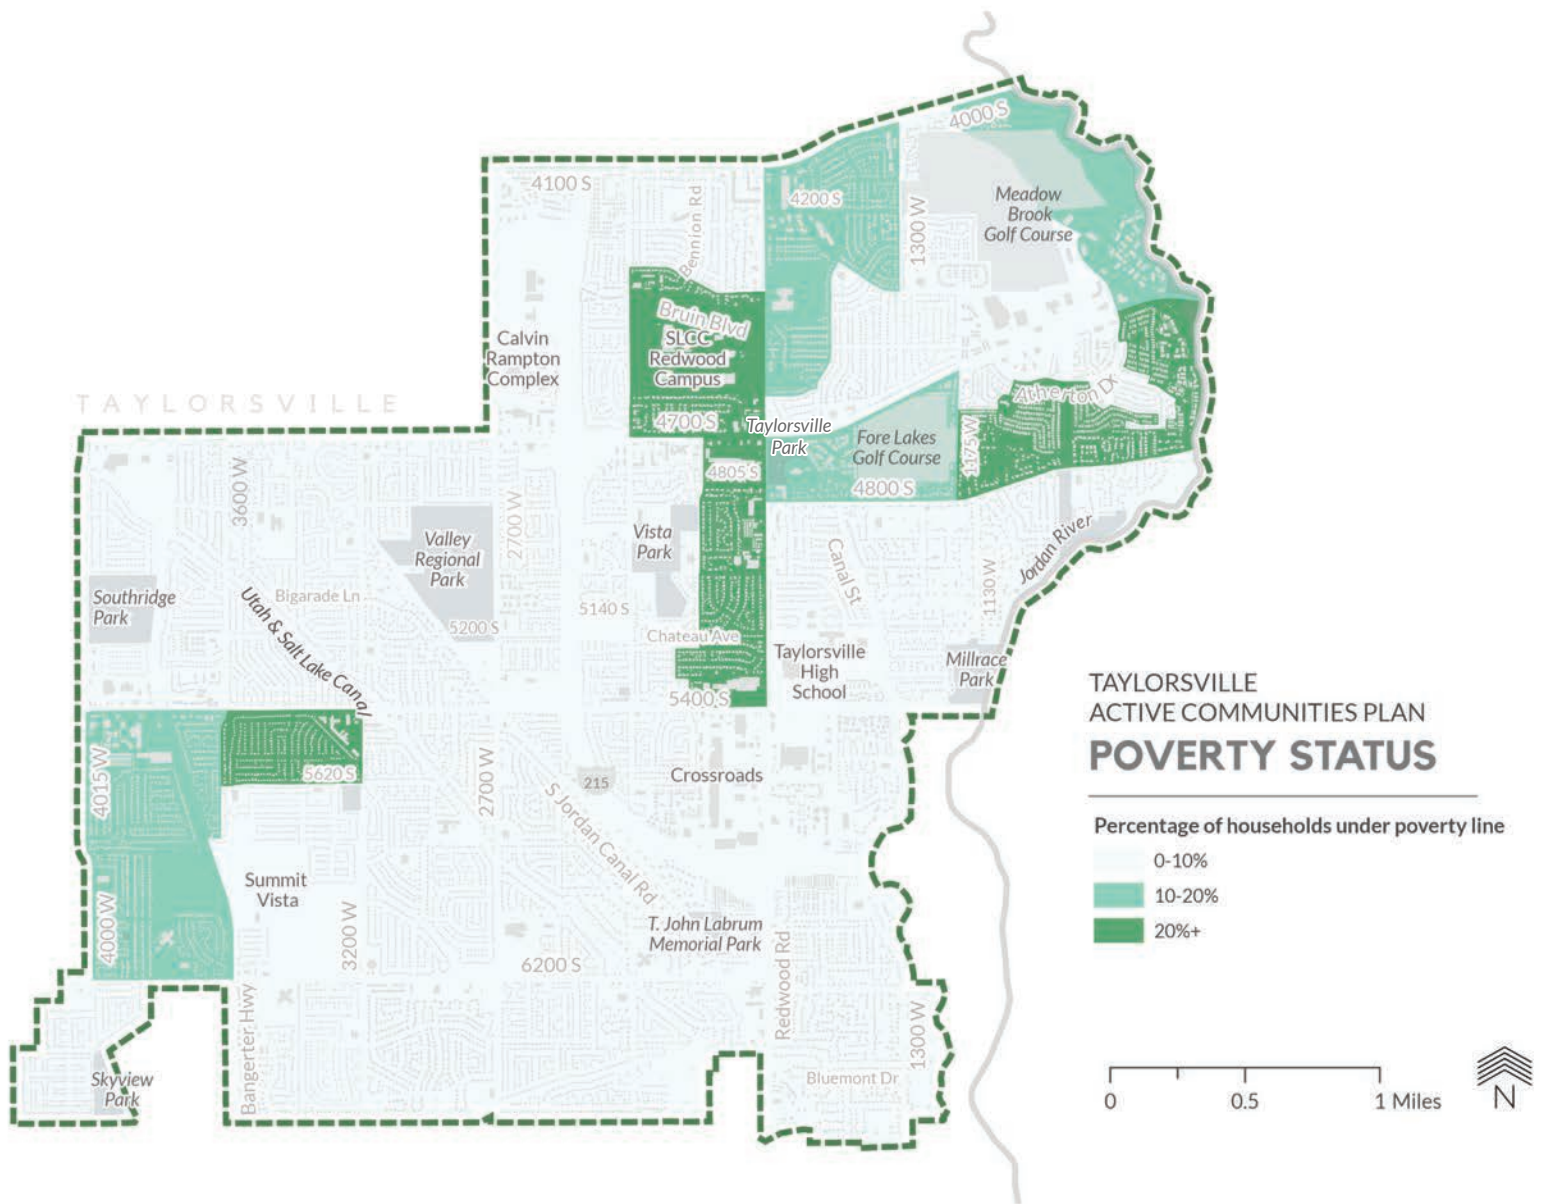 4000 S
4100 S
4200 S
Bennion Rd
1300 W
Meadow
Brook
Golf Course
Bruin Blvd
SLCC
Redwood
Campus
Calvin
Rampton
Complex
TAYLORSVILLE
4700 S
Taylorsville
Park
Atherton Dr
Fore Lakes
Golf Course
1175 W
4805 S
4800 S
3600 W
2700 W
Valley
Regional
Park
Vista
Park
Canal St
Jordan River
1130 W
Southridge
Park
Bigarade Ln
Utah & Salt Lake Canal
5200 S
5140 S
Chateau Ave
Taylorsville
High
School
Millrace
Park
5400 S
4015 W
5620 S
2700 W
215
Crossroads
S Jordan Canal Rd
Summit
Vista
4000 W
3200 W
T. John Labrum
Memorial Park
6200 S
Redwood Rd
Bangerter Hwy
1300 W
Skyview
Park
Bluemont Dr
TAYLORSVILLE
ACTIVE COMMUNITIES PLAN
POVERTY STATUS
Percentage of households under poverty line
0-10%
10-20%
20%+
0 0.5 1 Miles
N